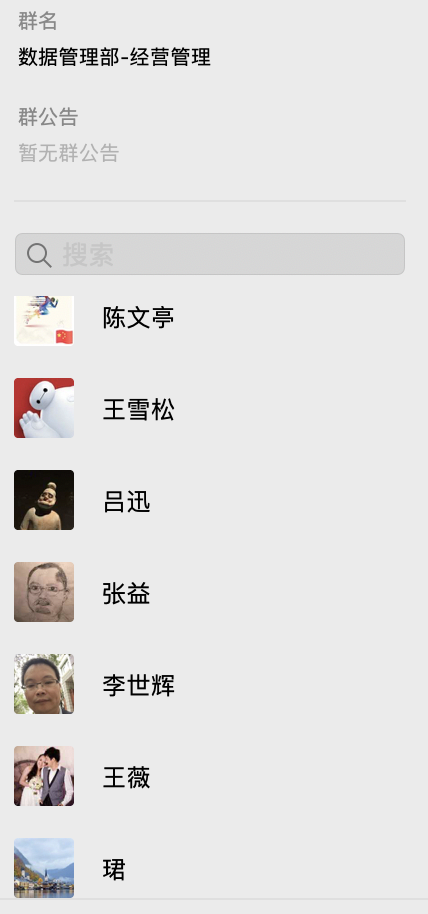 群名
数据管理部-经营管理
群公告
暂无群公告
搜索
陈文亭
王雪松
吕迅
张益
李世辉
王薇
珺